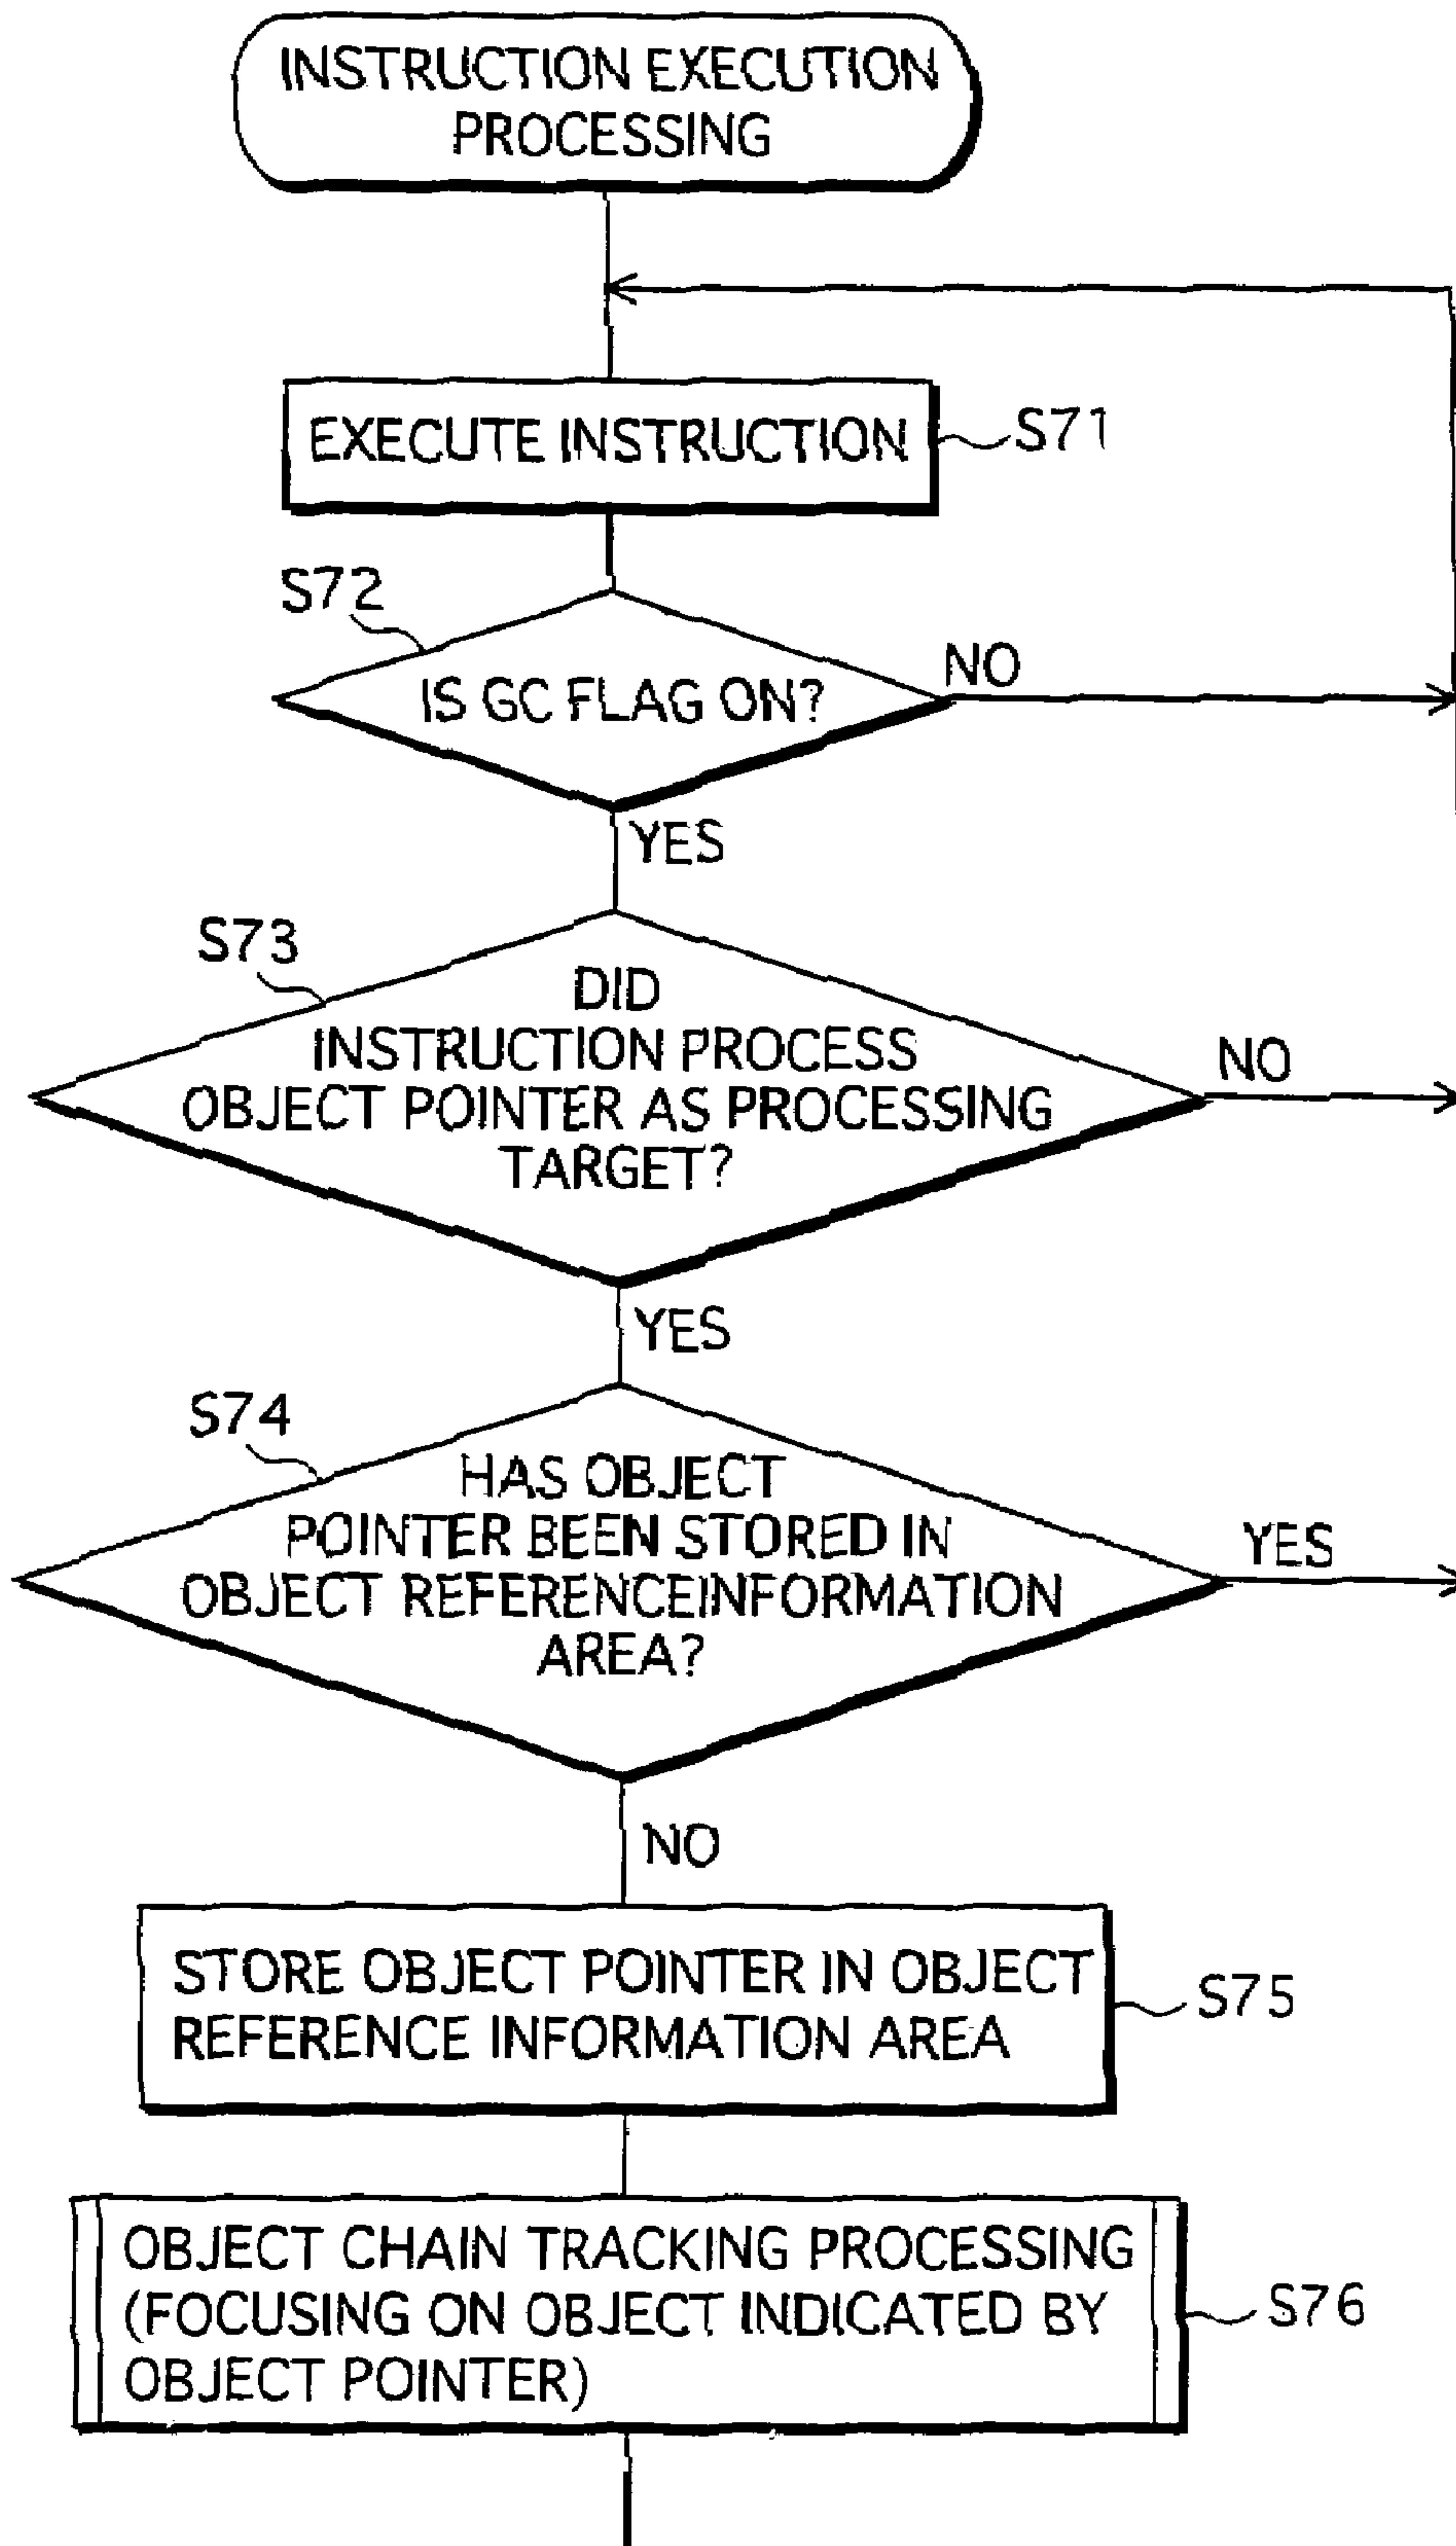 INSTRUCTION EXECUTION
PROCESSING
EXECUTE INSTRUCTION
S71
S72
IS GC FLAG ON?
NO
YES
S73
DID
INSTRUCTION PROCESS
OBJECT POINTER AS PROCESSING
TARGET?
NO
YES
S74
HAS OBJECT
POINTER BEEN STORED IN
OBJECT REFERENCEINFORMATION
AREA?
YES
NO
STORE OBJECT POINTER IN OBJECT
REFERENCE INFORMATION AREA
S75
OBJECT CHAIN TRACKING PROCESSING
(FOCUSING ON OBJECT INDICATED BY
OBJECT POINTER)
S76